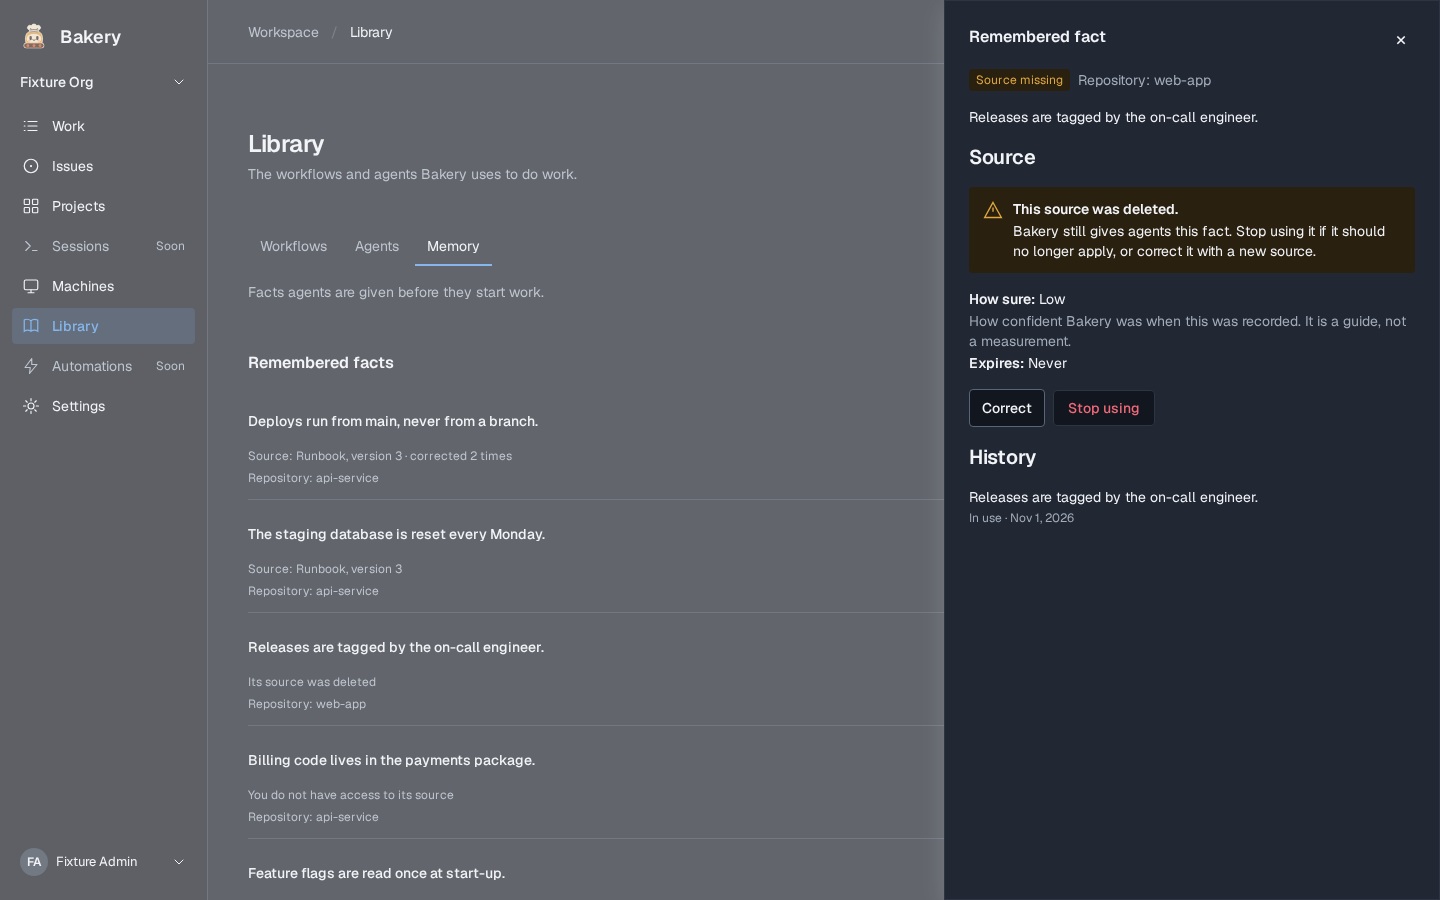 Bakery
Fixture Org
Work
Issues
Projects
Sessions Soon
Machines
Library
Automations Soon
Settings
FA Fixture Admin
Workspace / Library
Library
The workflows and agents Bakery uses to do work.
Workflows Agents Memory
Facts agents are given before they start work.
Remembered facts
Deploys run from main, never from a branch.
Source: Runbook, version 3 · corrected 2 times
Repository: api-service
The staging database is reset every Monday.
Source: Runbook, version 3
Repository: api-service
Releases are tagged by the on-call engineer.
Its source was deleted
Repository: web-app
Billing code lives in the payments package.
You do not have access to its source
Repository: api-service
Feature flags are read once at start-up.
Remembered fact
Source missing Repository: web-app
Releases are tagged by the on-call engineer.
Source
This source was deleted.
Bakery still gives agents this fact. Stop using it if it should
no longer apply, or correct it with a new source.
How sure: Low
How confident Bakery was when this was recorded. It is a guide, not
a measurement.
Expires: Never
Correct Stop using
History
Releases are tagged by the on-call engineer.
In use · Nov 1, 2026